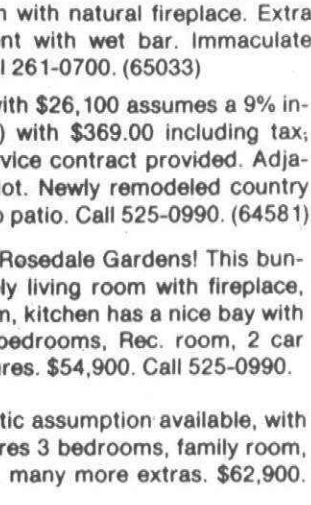 with natural fireplace. Extra
nt with wet bar. Immaculate
261-0700. (65033)
with $26,100 assumes a 9% in-
) with $369.00 including tax,
vice contract provided. Adja-
lot. Newly remodeled country
patio. Call 525-0990. (64581)
Rosedale Gardens! This bun-
ly living room with fireplace,
kitchen has a nice bay with
bedrooms, Rec. room, 2 car
res. $54,900. Call 525-0990.
tic assumption available, with
res 3 bedrooms, family room,
many more extras. $62,900.